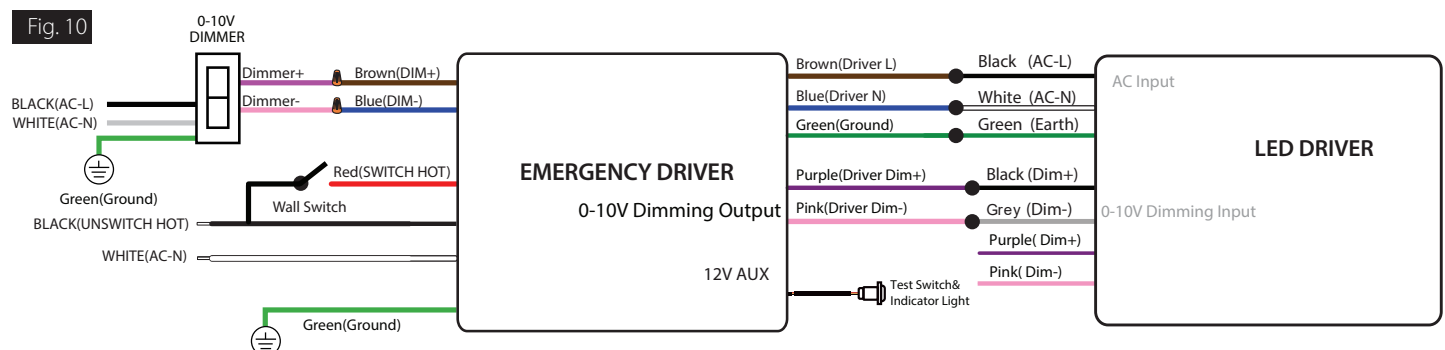 Fig. 10
0-10V
DIMMER
Dimmer+
Brown(DIM+)
Dimmer-
Blue(DIM-)
BLACK(AC-L)
WHITE(AC-N)
Green(Ground)
Red(SWITCH HOT)
Wall Switch
BLACK(UNSWITCH HOT)
WHITE(AC-N)
Green(Ground)
EMERGENCY DRIVER
0-10V Dimming Output
12V AUX
Brown(Driver L)
Black (AC-L)
Blue(Driver N)
White (AC-N)
Green(Ground)
Green (Earth)
Purple(Driver Dim+)
Black (Dim+)
Pink(Driver Dim-)
Grey (Dim-)
Purple( Dim+)
Pink( Dim-)
Test Switch&
Indicator Light
AC Input
LED DRIVER
0-10V Dimming Input